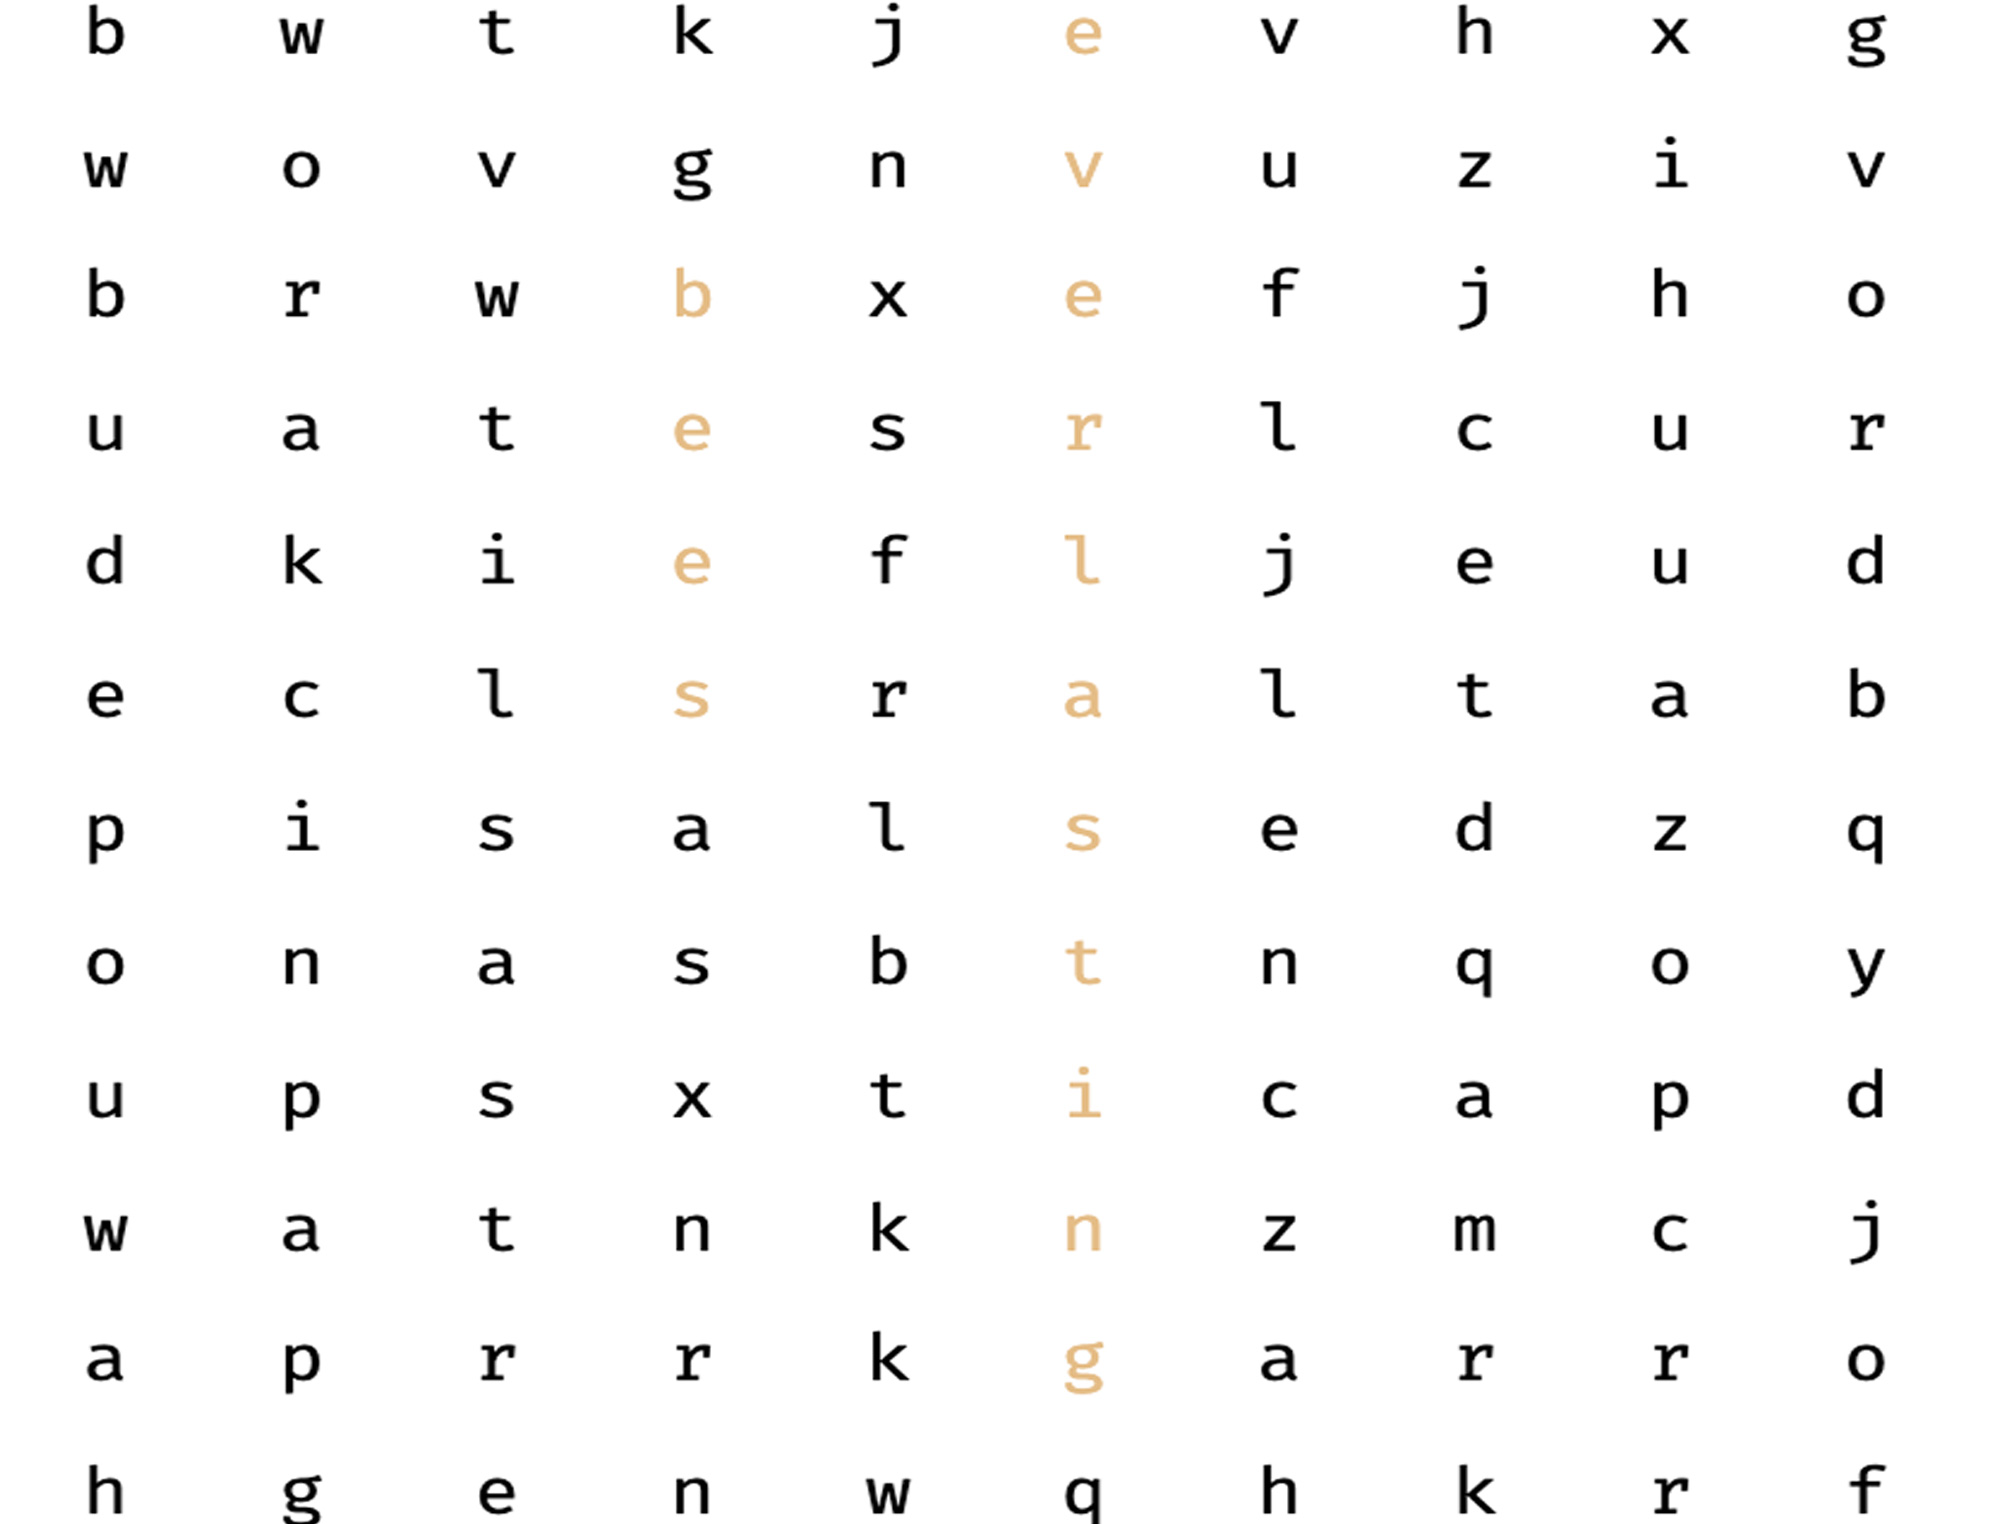 b w t k j e v h x g
w o v g n v u z i v
b r w b x e f j h o
u a t e s r l c u r
d k i e f l j e u d
e c l s r a l t a b
p i s a l s e d z q
o n a s b t n q o y
u p s x t i c a p d
w a t n k n z m c j
a p r r k g a r r o
h g e n w q h k r f